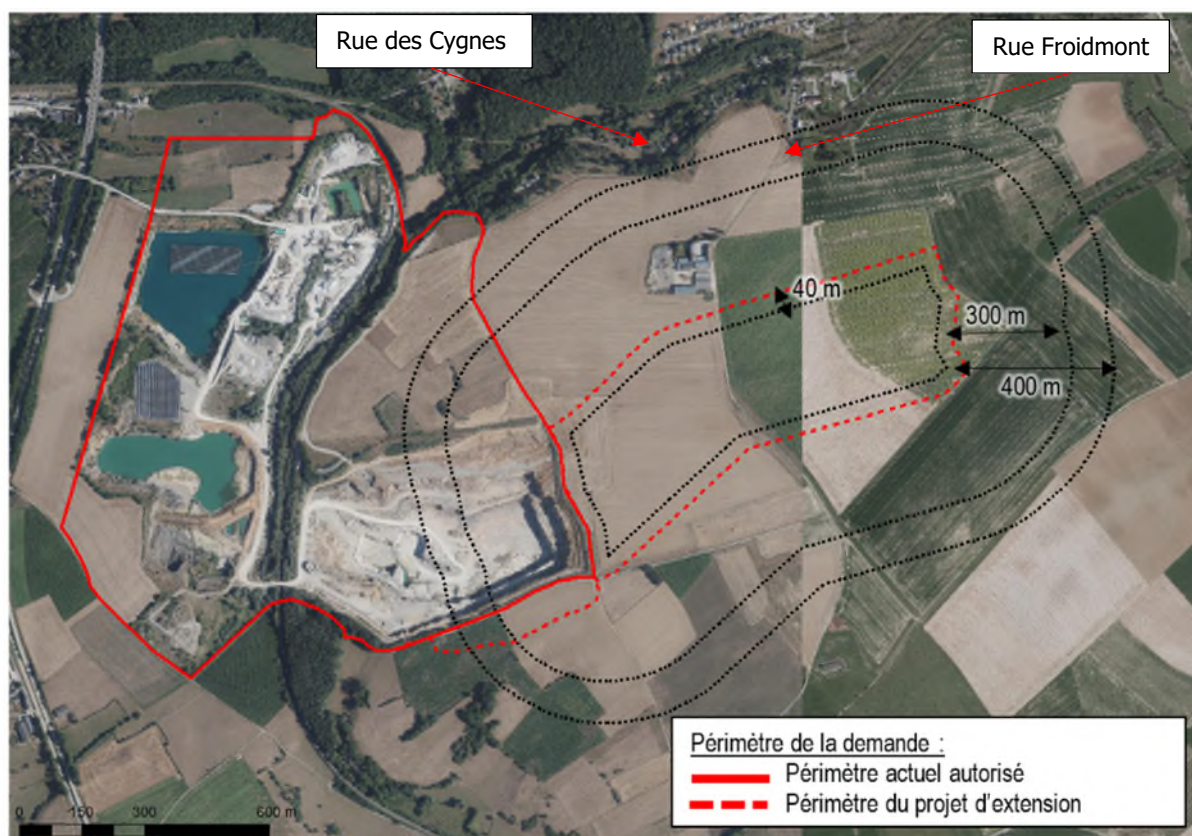 Rue des Cygnes
Rue Froidmont
40 m
300 m
400 m
Périmètre de la demande :
Périmètre actuel autorisé
Périmètre du projet d'extension
0 150 300 600 m